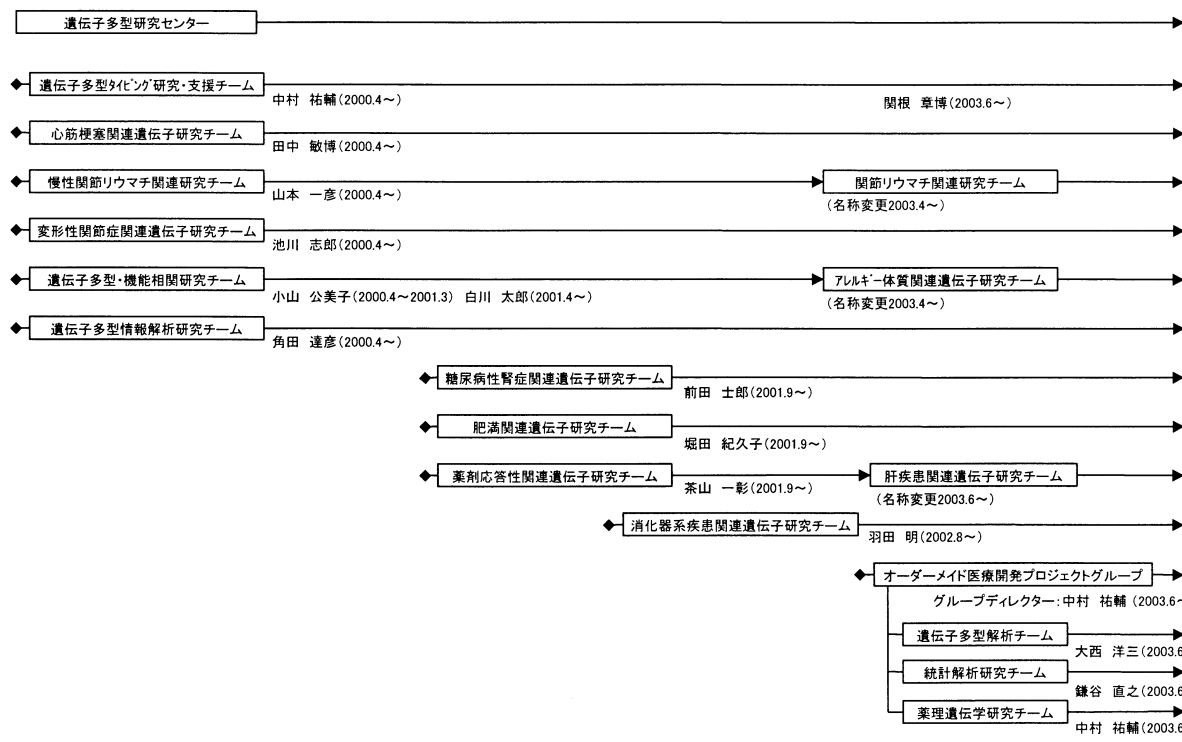 遺伝子多型研究センター
遺伝子多型ﾀｲﾋﾟﾝｸﾞ研究・支援チーム
中村 祐輔(2000.4～) 関根 章博(2003.6～)
心筋梗塞関連遺伝子研究チーム
田中 敏博(2000.4～)
慢性関節リウマチ関連研究チーム 関節リウマチ関連研究チーム
山本 一彦(2000.4～) (名称変更2003.4～)
変形性関節症関連遺伝子研究チーム
池川 志郎(2000.4～)
遺伝子多型・機能相関研究チーム ｱﾚﾙｷﾞｰ体質関連遺伝子研究チーム
小山 公美子(2000.4～2001.3) 白川 太郎(2001.4～) (名称変更2003.4～)
遺伝子多型情報解析研究チーム
角田 達彦(2000.4～)
糖尿病性腎症関連遺伝子研究チーム
前田 士郎(2001.9～)
肥満関連遺伝子研究チーム
堀田 紀久子(2001.9～)
薬剤応答性関連遺伝子研究チーム 肝疾患関連遺伝子研究チーム
茶山 一彰(2001.9～) (名称変更2003.6～)
消化器系疾患関連遺伝子研究チーム
羽田 明(2002.8～)
オーダーメイド医療開発プロジェクトグループ
グループディレクター:中村 祐輔(2003.6～
遺伝子多型解析チーム
大西 洋三(2003.6
統計解析研究チーム
鎌谷 直之(2003.6
薬理遺伝学研究チーム
中村 祐輔(2003.6